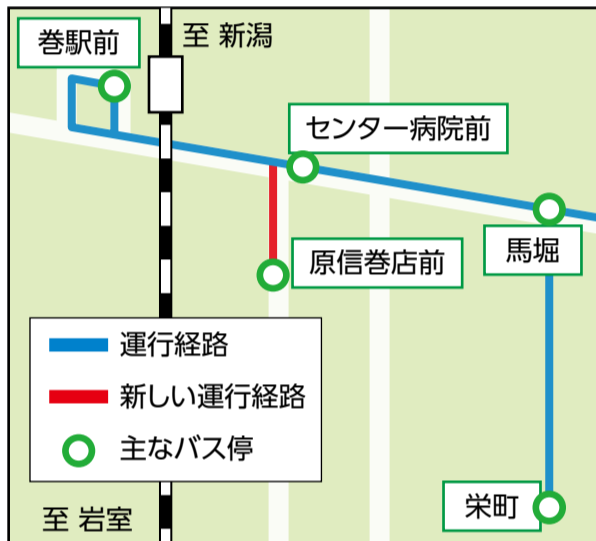 至 新潟
巻駅前
センター病院前
馬堀
原信巻店前
運行経路
新しい運行経路
主なバス停
栄町
至 岩室